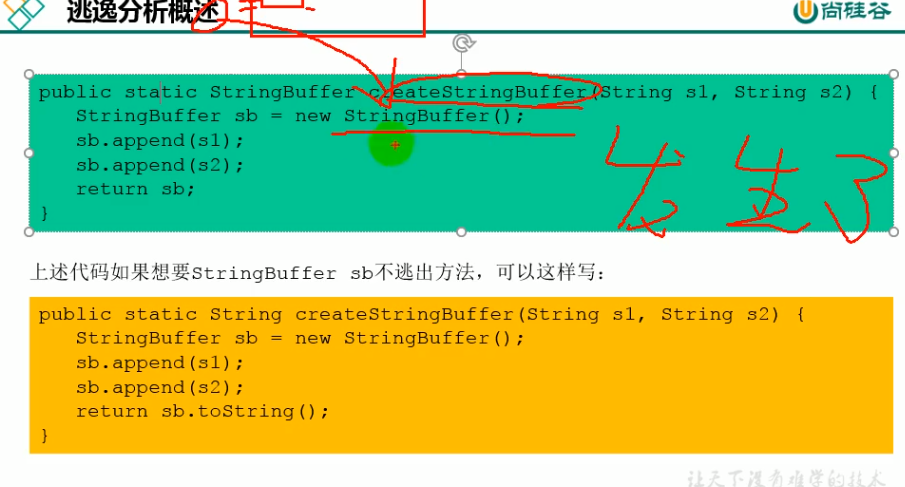 逃逸分析概述
尚硅谷
public static StringBuffer createStringBuffer(String s1, String s2) {
StringBuffer sb = new StringBuffer();
sb.append(s1);
sb.append(s2);
return sb;
}
发生了
上述代码如果想要StringBuffer sb不逃出方法，可以这样写：
public static String createStringBuffer(String s1, String s2) {
StringBuffer sb = new StringBuffer();
sb.append(s1);
sb.append(s2);
return sb.toString();
}
让天下没有难学的技术